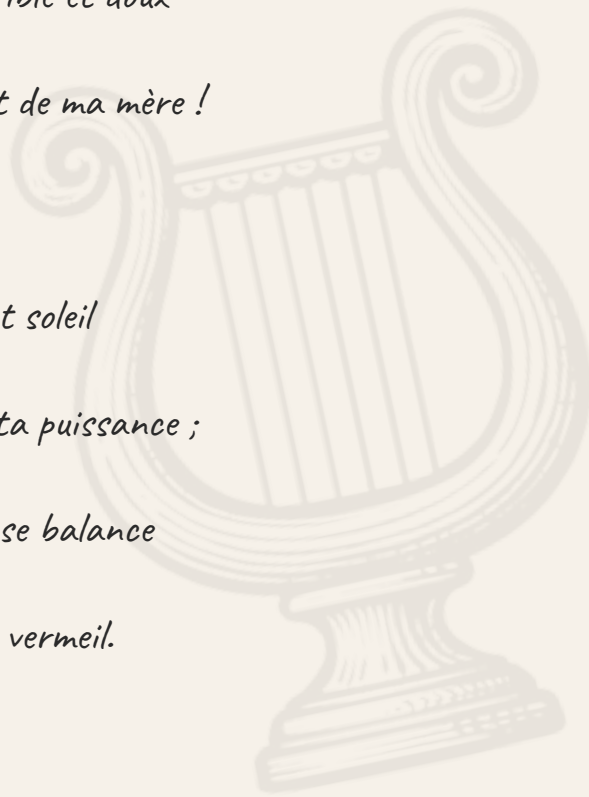 et doux
t de ma mère !
t soleil
ta puissance ;
se balance
vermeil.